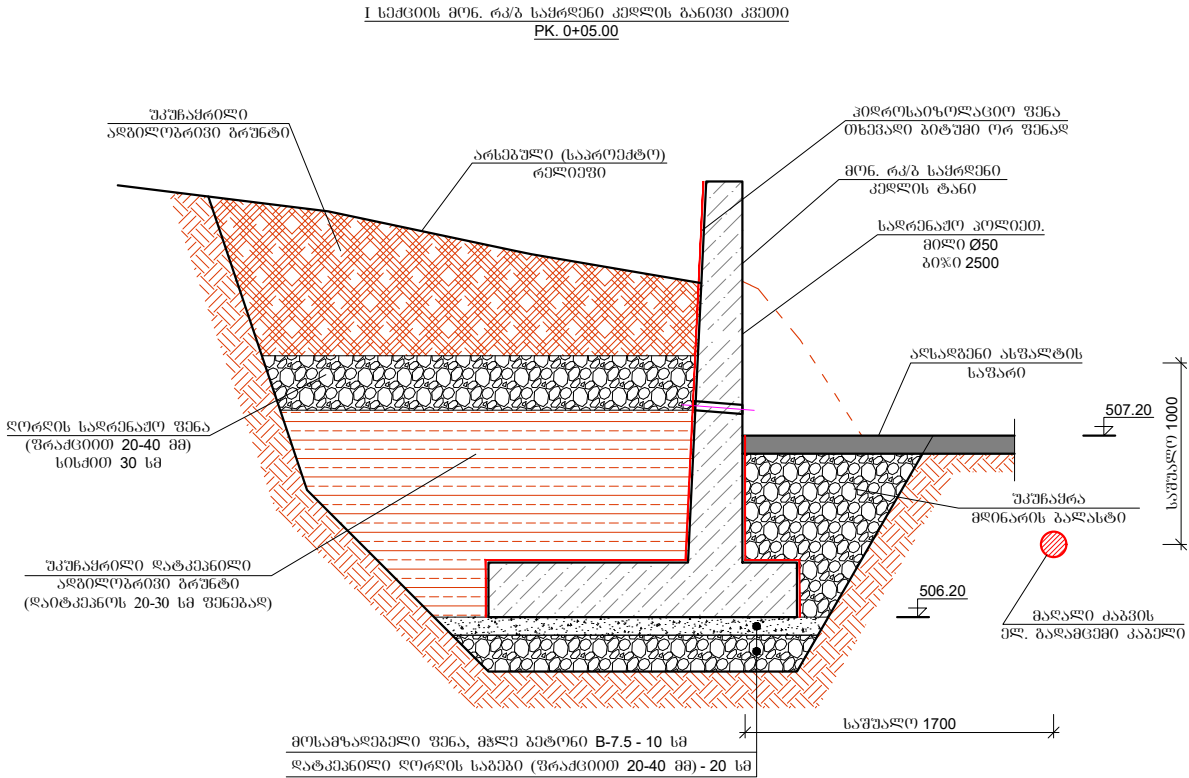 I სექციის მონ. რკ/ბ საყრდენი კედლის განივი კვეთი
PK. 0+05.00
უკუჩაყრილი
ადგილობრივი გრუნტი
არსებული (საპროექტო)
რელიეფი
ჰიდროსაიზოლაციო ფენა
თხევადი ბიტუმი ორ ფენად
მონ. რკ/ბ საყრდენი
კედლის ტანი
სადრენაჟო პოლიეთ.
მილი Ø50
ბიჯი 2500
აღსადგენი ასფალტის
საფარი
507.20
საშუალო 1000
ღორღის სადრენაჟო ფენა
(ფრაქციით 20-40 მმ)
სისქით 30 სმ
უკუჩაყრა
მდინარის ბალასტი
უკუჩაყრილი დატკეპნილი
ადგილობრივი გრუნტი
(დაიტკეპნოს 20-30 სმ ფენებად)
506.20
მაღალი ძაბვის
ელ. გადამცემი კაბელი
საშუალო 1700
მოსამზადებელი ფენა, მჭლე ბეტონი B-7.5 - 10 სმ
დატკეპნილი ღორღის საგები (ფრაქციით 20-40 მმ) - 20 სმ